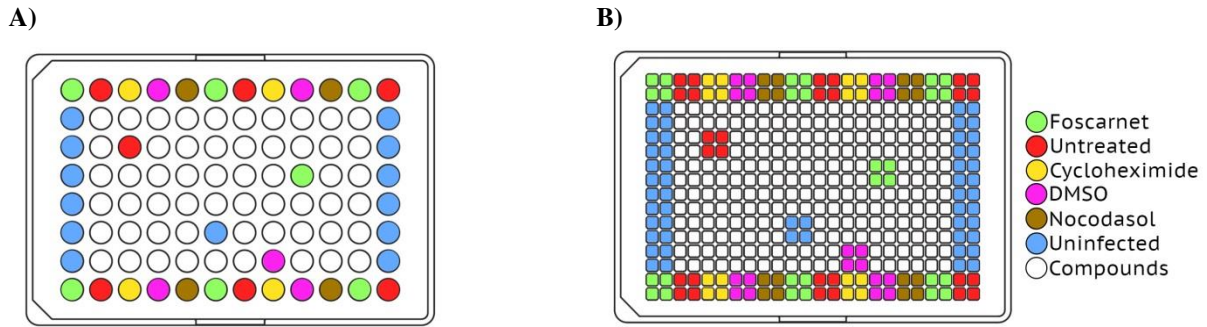 A)
B)
Foscarnet
Untreated
Cycloheximide
DMSO
Nocodasol
Uninfected
Compounds